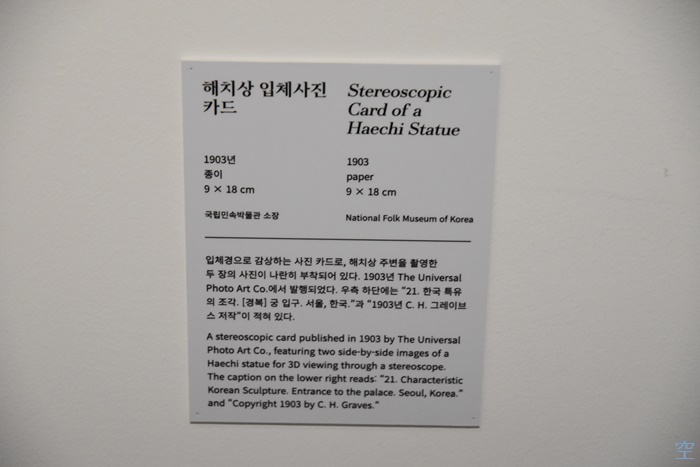 해치상 입체사진
카드
Stereoscopic
Card of a
Haechi Statue
1903년
종이
9 × 18 cm
1903
paper
9 × 18 cm
국립민속박물관 소장
National Folk Museum of Korea
입체경으로 감상하는 사진 카드로, 해치상 주변을 촬영한
두 장의 사진이 나란히 부착되어 있다. 1903년 The Universal
Photo Art Co.에서 발행되었다. 우측 하단에는 “21. 한국 특유
의 조각. [경복] 궁 입구. 서울, 한국.”과 “1903년 C. H. 그레이브
스 저작”이 적혀 있다.
A stereoscopic card published in 1903 by The Universal
Photo Art Co., featuring two side-by-side images of a
Haechi statue for 3D viewing through a stereoscope.
The caption on the lower right reads: “21. Characteristic
Korean Sculpture. Entrance to the palace. Seoul, Korea.”
and “Copyright 1903 by C. H. Graves.”
空